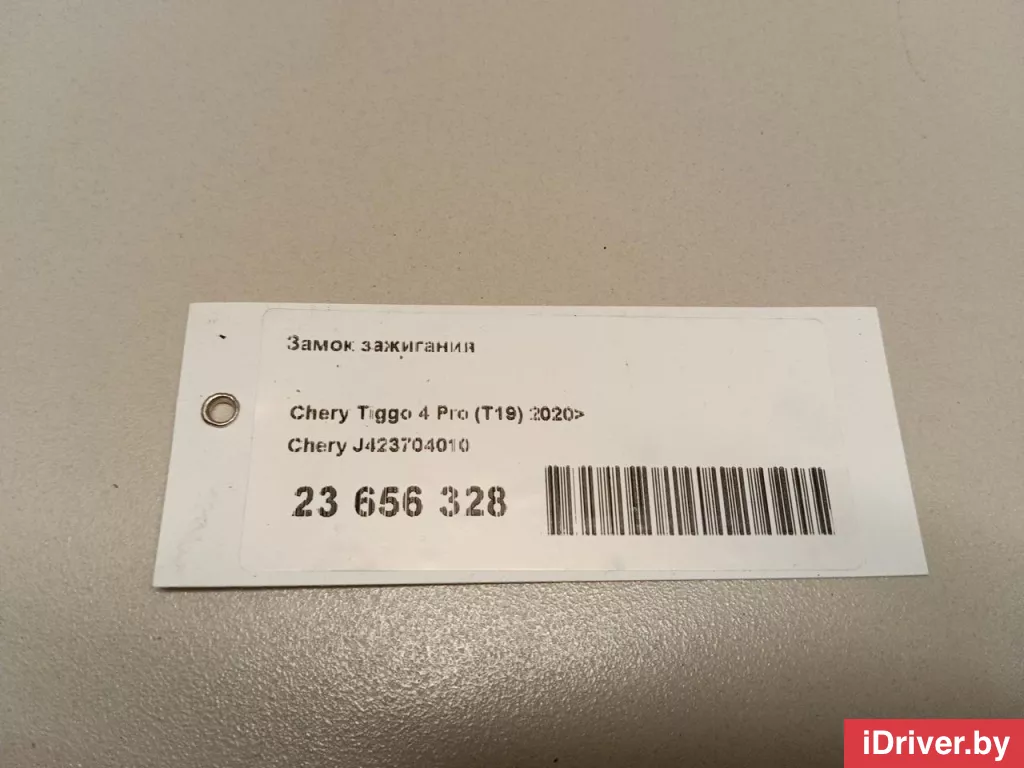 Замок зажигания
Chery Tiggo 4 Pro (T19) 2020>
Chery J423704010
23 656 328
iDriver.by